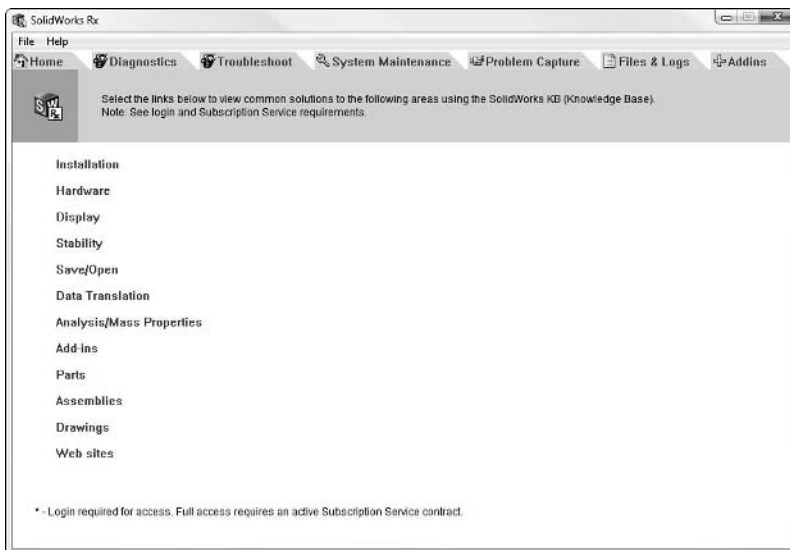 SolidWorks Rx
File Help
Home Diagnostics Troubleshoot System Maintenance Problem Capture Files & Logs Addins
Select the links below to view common solutions to the following areas using the SolidWorks KB (Knowledge Base).
Note: See login and Subscription Service requirements.
SW Rx
Installation
Hardware
Display
Stability
Save/Open
Data Translation
Analysis/Mass Properties
Add-ins
Parts
Assemblies
Drawings
Web sites
* - Login required for access. Full access requires an active Subscription Service contract.